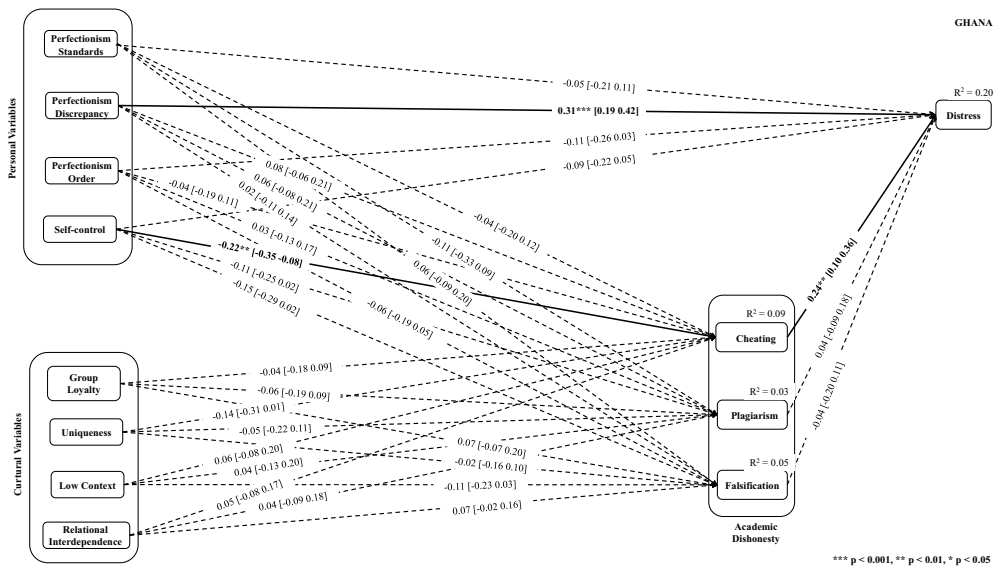 GHANA
Perfectionism
Standards
Perfectionism
Discrepancy
Perfectionism
Order
Self-control
Personal Variables
-0.05 [-0.21 0.11]
0.31*** [0.19 0.42]
-0.11 [-0.26 0.03]
-0.09 [-0.22 0.05]
R² = 0.20
Distress
0.08 [-0.06 0.21]
0.06 [-0.08 0.21]
0.02 [-0.11 0.14]
-0.04 [-0.19 0.11]
0.03 [-0.13 0.17]
-0.22** [-0.35 -0.08]
-0.11 [-0.25 0.02]
-0.15 [-0.29 0.02]
-0.04 [-0.20 0.12]
-0.11 [-0.33 0.09]
0.06 [-0.09 0.20]
-0.06 [-0.19 0.05]
0.24** [0.10 0.36]
0.04 [-0.09 0.18]
-0.04 [-0.20 0.11]
R² = 0.09
Cheating
R² = 0.03
Plagiarism
R² = 0.05
Falsification
Academic
Dishonesty
Curtural Variables
Group
Loyalty
Uniqueness
Low Context
Relational
Interdependence
-0.04 [-0.18 0.09]
-0.06 [-0.19 0.09]
-0.14 [-0.31 0.01]
-0.05 [-0.22 0.11]
0.06 [-0.08 0.20]
0.04 [-0.13 0.20]
0.05 [-0.08 0.17]
0.04 [-0.09 0.18]
0.07 [-0.07 0.20]
-0.02 [-0.16 0.10]
-0.11 [-0.23 0.03]
0.07 [-0.02 0.16]
*** p < 0.001, ** p < 0.01, * p < 0.05